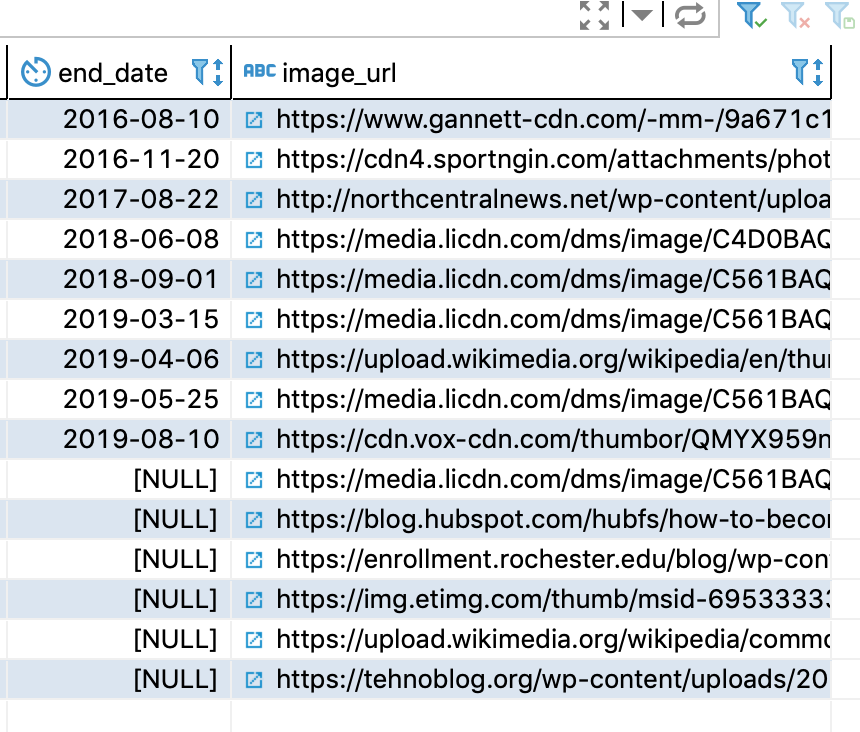 end_date ABC image_url
2016-08-10 https://www.gannett-cdn.com/-mm-/9a671c1
2016-11-20 https://cdn4.sportngin.com/attachments/phot
2017-08-22 http://northcentralnews.net/wp-content/uploa
2018-06-08 https://media.licdn.com/dms/image/C4D0BAQ
2018-09-01 https://media.licdn.com/dms/image/C561BAQ
2019-03-15 https://media.licdn.com/dms/image/C561BAQ
2019-04-06 https://upload.wikimedia.org/wikipedia/en/thu
2019-05-25 https://media.licdn.com/dms/image/C561BAQ
2019-08-10 https://cdn.vox-cdn.com/thumbor/QMYX959n
[NULL] https://media.licdn.com/dms/image/C561BAQ
[NULL] https://blog.hubspot.com/hubfs/how-to-beco
[NULL] https://enrollment.rochester.edu/blog/wp-con
[NULL] https://img.etimg.com/thumb/msid-69533333
[NULL] https://upload.wikimedia.org/wikipedia/commo
[NULL] https://tehnoblog.org/wp-content/uploads/20